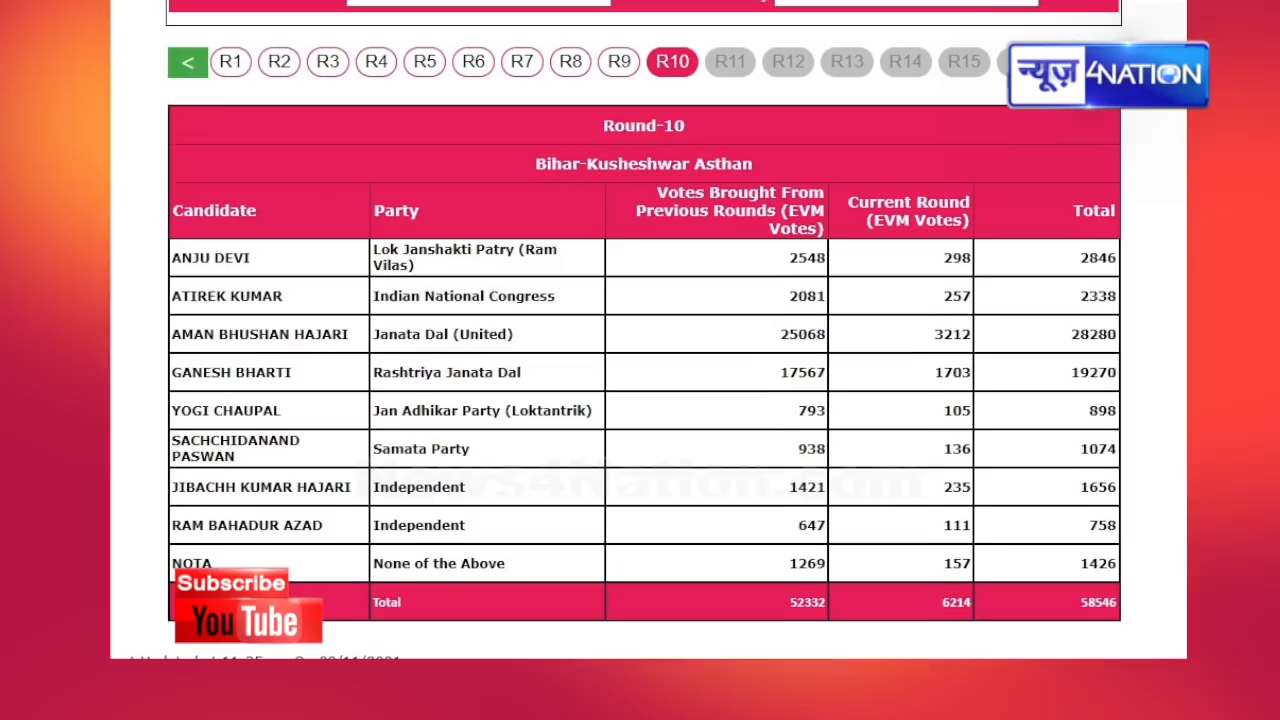 < R1 R2 R3 R4 R5 R6 R7 R8 R9 R10 R11 R12 R13 R14 R15
न्यूज़ 4NATION
Round-10
Bihar-Kusheshwar Asthan
Candidate Party Votes Brought From Previous Rounds (EVM Votes) Current Round (EVM Votes) Total
ANJU DEVI Lok Janshakti Patry (Ram Vilas) 2548 298 2846
ATIREK KUMAR Indian National Congress 2081 257 2338
AMAN BHUSHAN HAJARI Janata Dal (United) 25068 3212 28280
GANESH BHARTI Rashtriya Janata Dal 17567 1703 19270
YOGI CHAUPAL Jan Adhikar Party (Loktantrik) 793 105 898
SACHCHIDANAND PASWAN Samata Party 938 136 1074
JIBACHH KUMAR HAJARI Independent 1421 235 1656
RAM BAHADUR AZAD Independent 647 111 758
NOTA None of the Above 1269 157 1426
Total 52332 6214 58546
News4Nation.com
Subscribe
YouTube